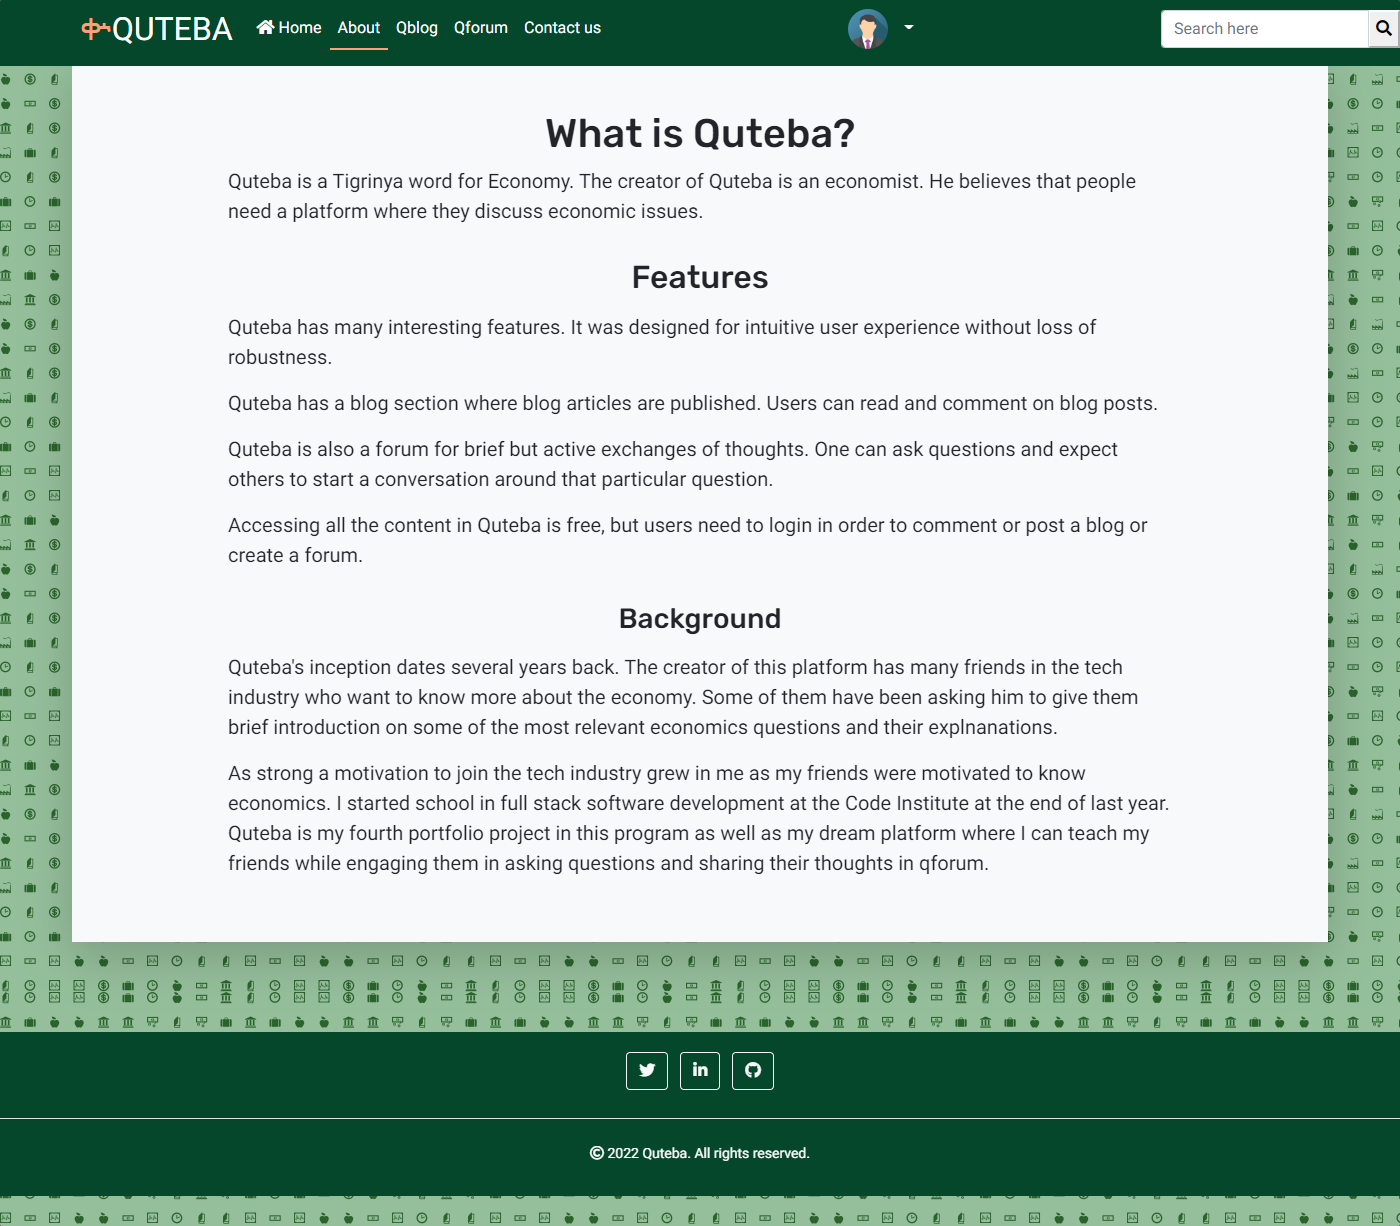 ቍQUTEBA Home About Qblog Qforum Contact us Search here
What is Quteba?
Quteba is a Tigrinya word for Economy. The creator of Quteba is an economist. He believes that people
need a platform where they discuss economic issues.
Features
Quteba has many interesting features. It was designed for intuitive user experience without loss of
robustness.
Quteba has a blog section where blog articles are published. Users can read and comment on blog posts.
Quteba is also a forum for brief but active exchanges of thoughts. One can ask questions and expect
others to start a conversation around that particular question.
Accessing all the content in Quteba is free, but users need to login in order to comment or post a blog or
create a forum.
Background
Quteba's inception dates several years back. The creator of this platform has many friends in the tech
industry who want to know more about the economy. Some of them have been asking him to give them
brief introduction on some of the most relevant economics questions and their explnanations.
As strong a motivation to join the tech industry grew in me as my friends were motivated to know
economics. I started school in full stack software development at the Code Institute at the end of last year.
Quteba is my fourth portfolio project in this program as well as my dream platform where I can teach my
friends while engaging them in asking questions and sharing their thoughts in qforum.
© 2022 Quteba. All rights reserved.